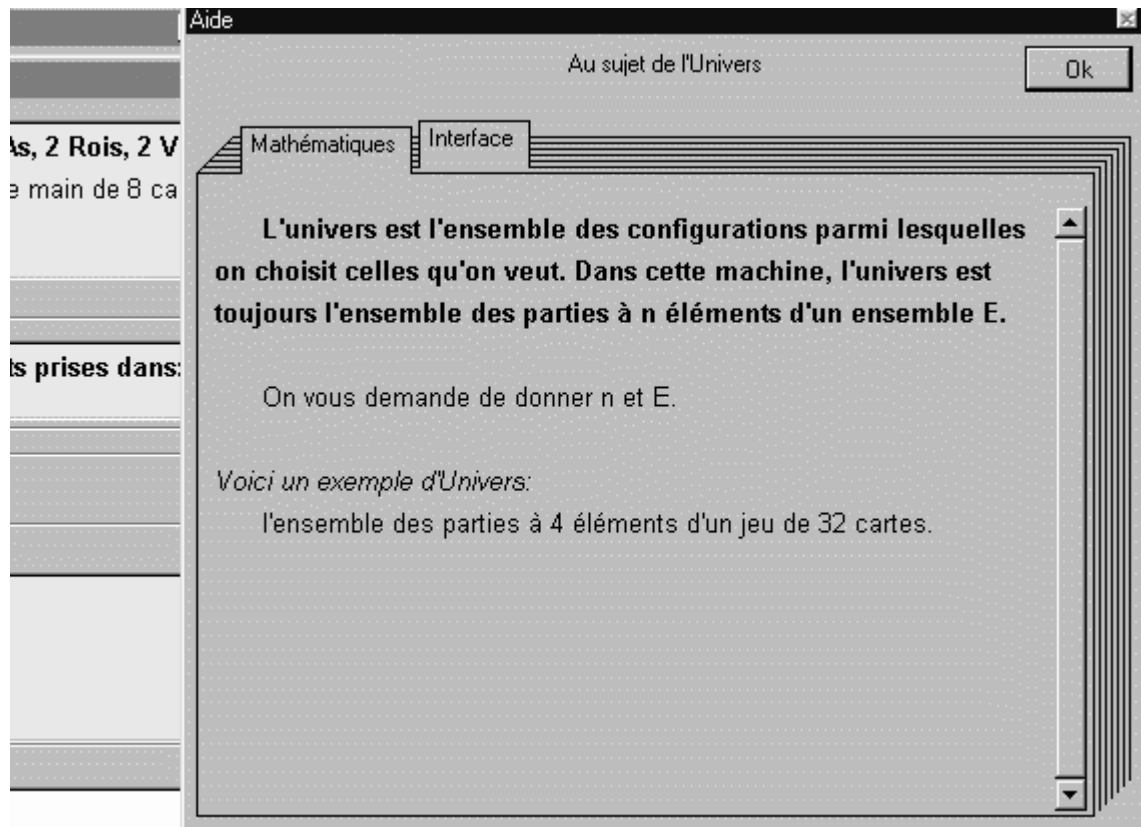 Aide
Au sujet de l'Univers
Ok
Mathématiques
Interface
As, 2 Rois, 2 V
e main de 8 ca
ts prises dans:
L'univers est l'ensemble des configurations parmi lesquelles
on choisit celles qu'on veut. Dans cette machine, l'univers est
toujours l'ensemble des parties à n éléments d'un ensemble E.
On vous demande de donner n et E.
Voici un exemple d'Univers:
l'ensemble des parties à 4 éléments d'un jeu de 32 cartes.